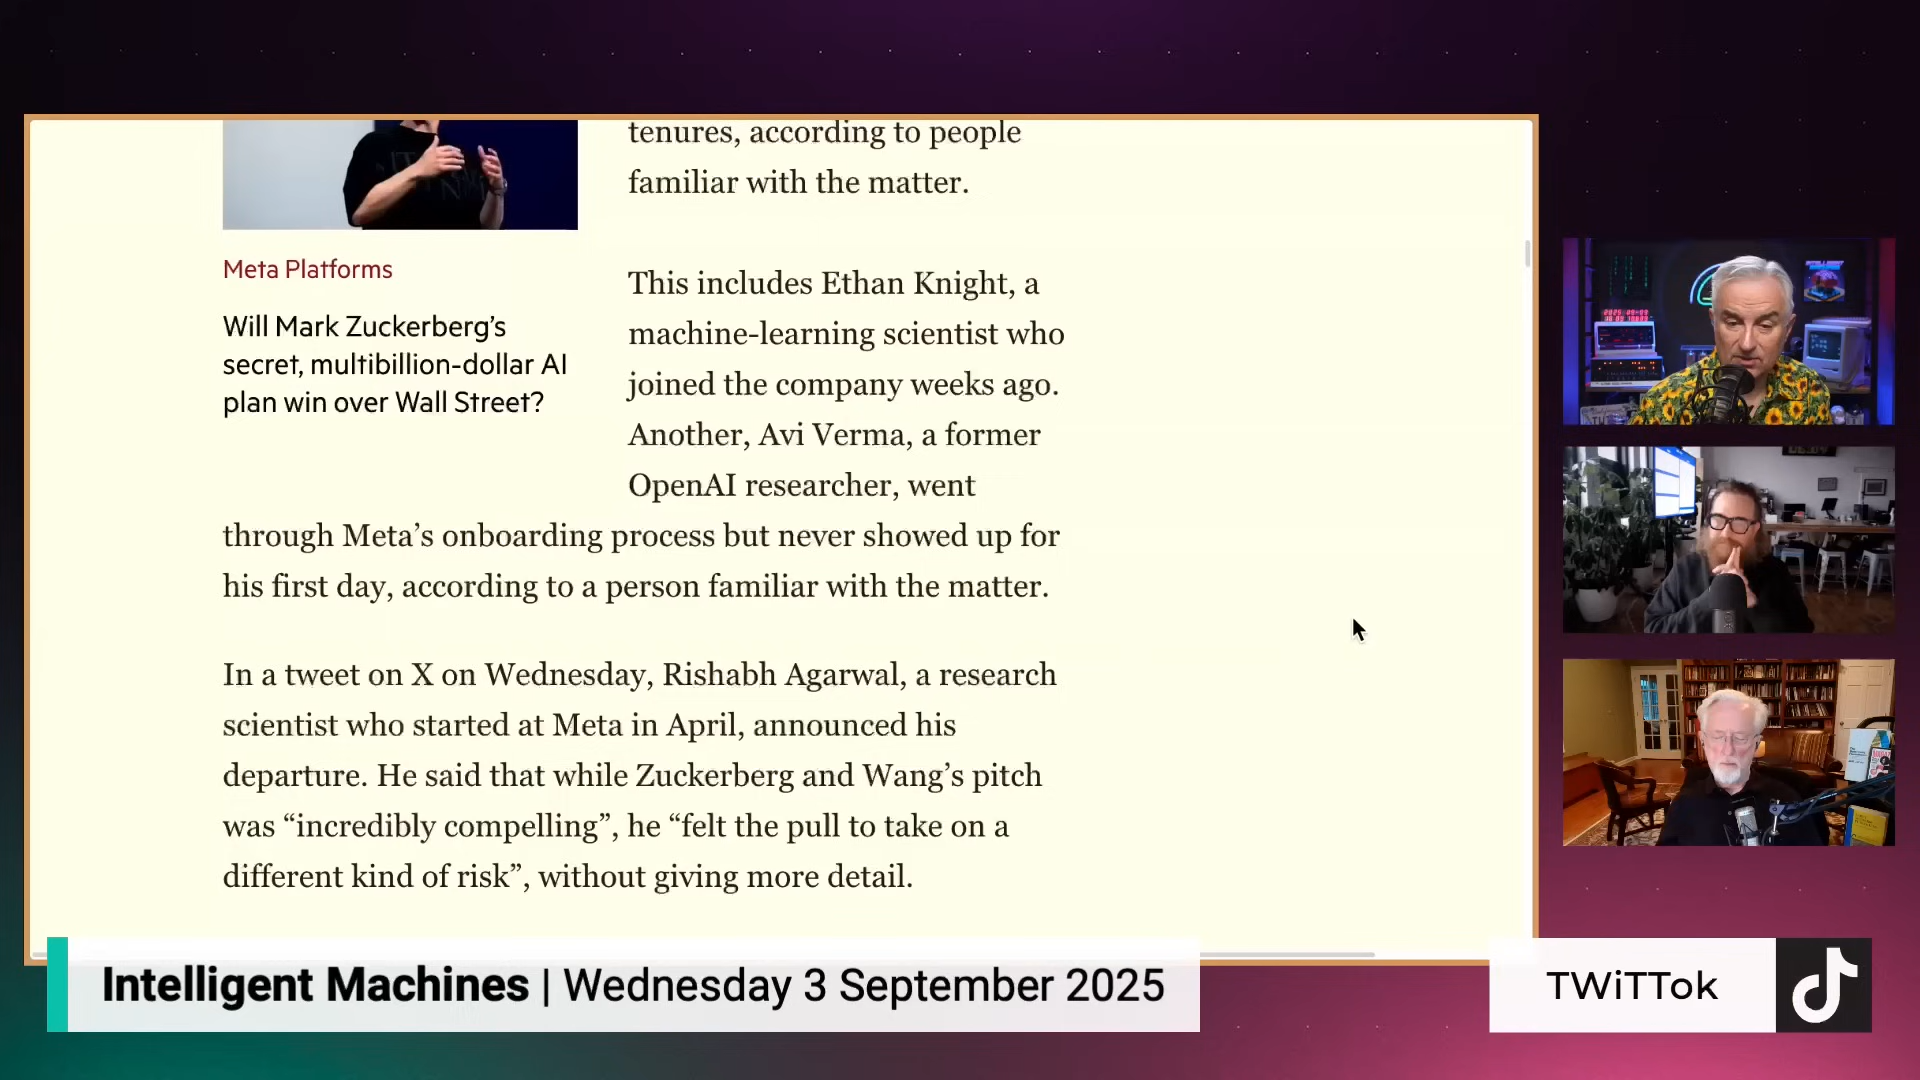 tenures, according to people
familiar with the matter.
Meta Platforms
Will Mark Zuckerberg’s
secret, multibillion-dollar AI
plan win over Wall Street?
This includes Ethan Knight, a
machine-learning scientist who
joined the company weeks ago.
Another, Avi Verma, a former
OpenAI researcher, went
through Meta’s onboarding process but never showed up for
his first day, according to a person familiar with the matter.
In a tweet on X on Wednesday, Rishabh Agarwal, a research
scientist who started at Meta in April, announced his
departure. He said that while Zuckerberg and Wang’s pitch
was “incredibly compelling”, he “felt the pull to take on a
different kind of risk”, without giving more detail.
Intelligent Machines | Wednesday 3 September 2025
TWiTTok